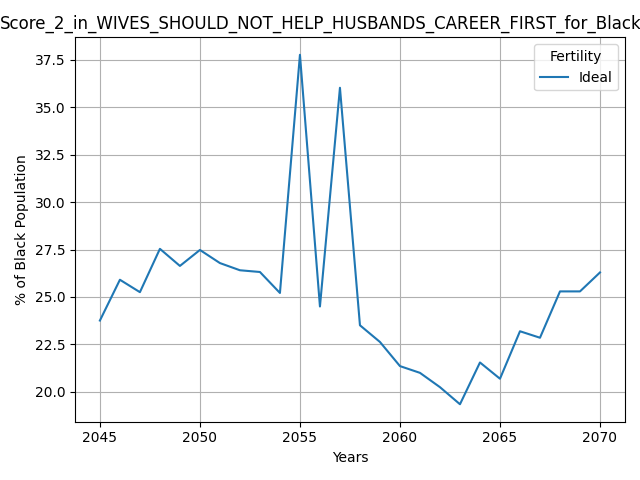 Score_2_in_WIVES_SHOULD_NOT_HELP_HUSBANDS_CAREER_FIRST_for_Black
37.5
35.0
32.5
30.0
27.5
25.0
22.5
20.0
% of Black Population
Fertility
Ideal
2045 2050 2055 2060 2065 2070
Years